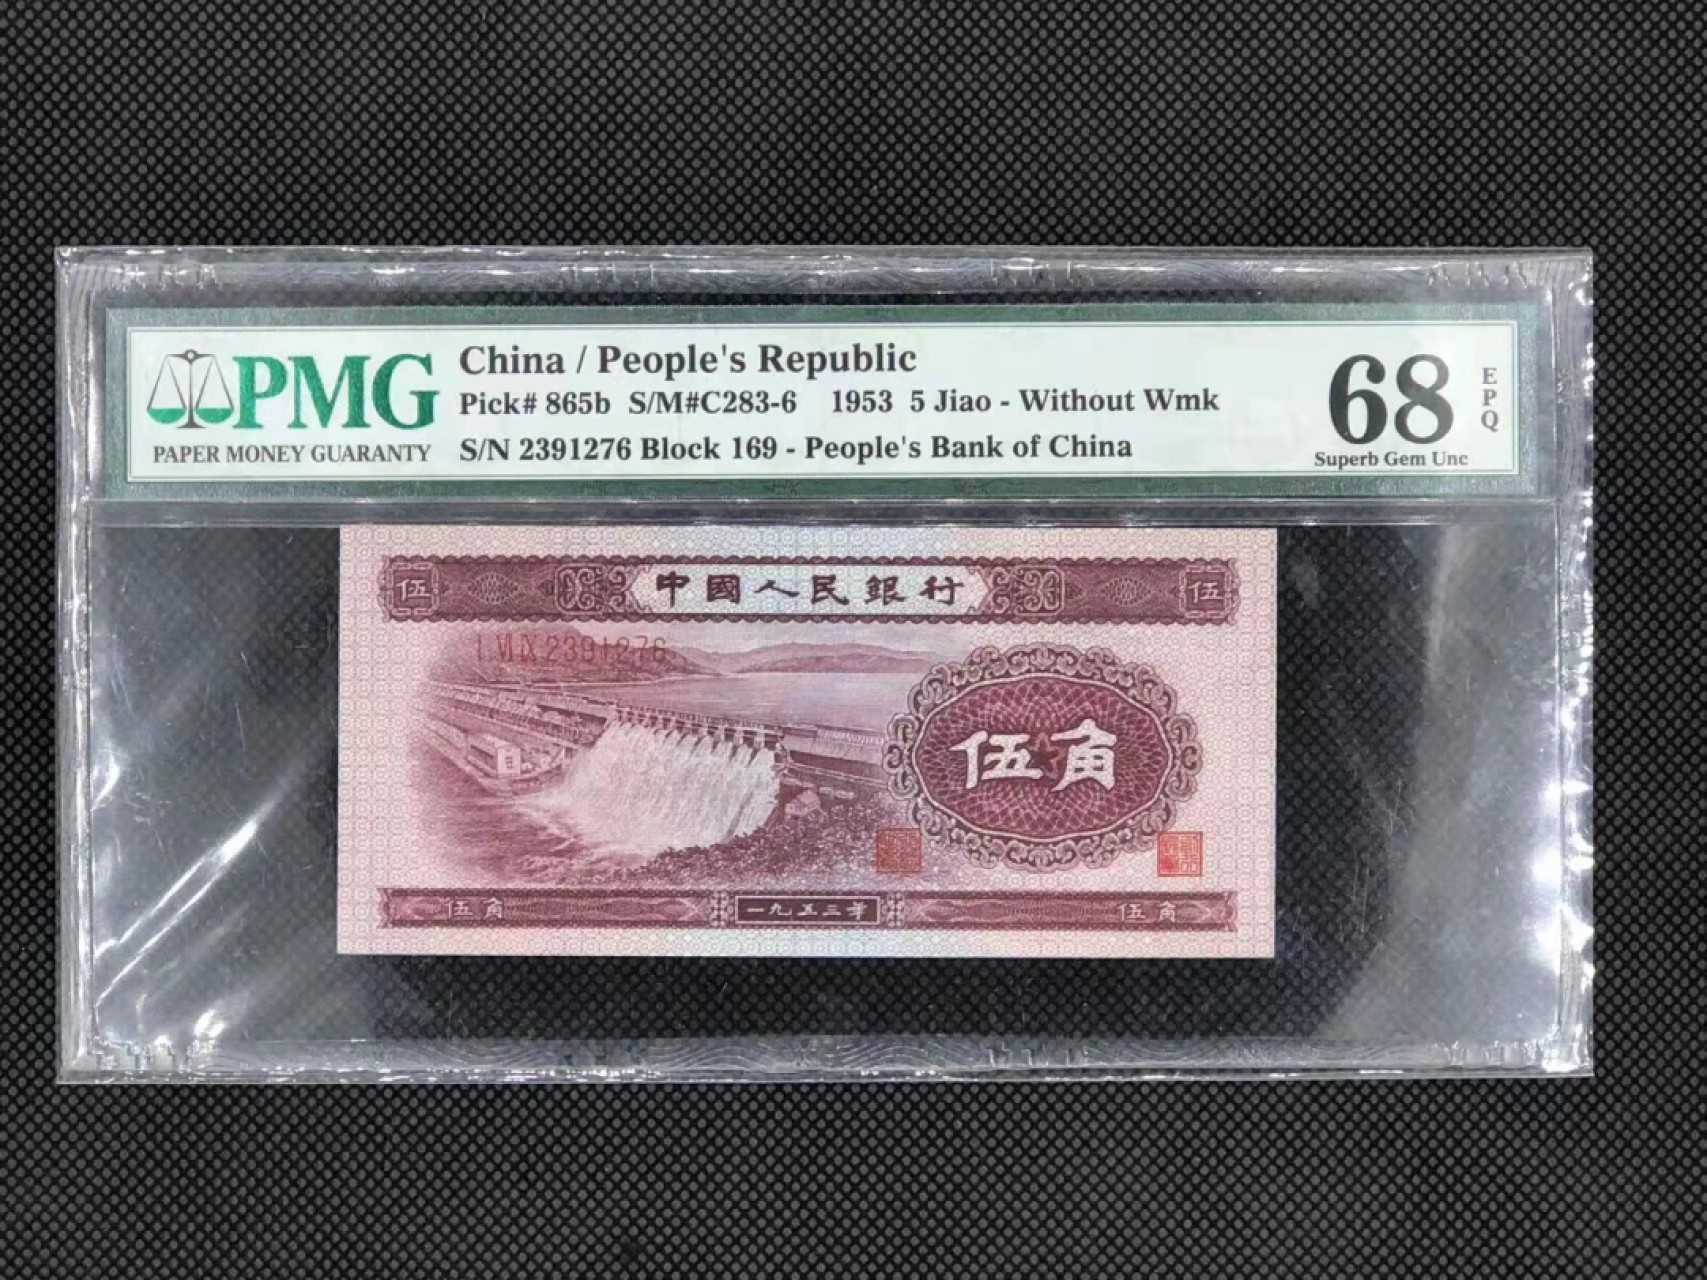 PMG
PAPER MONEY GUARANTY
China / People's Republic
Pick# 865b S/M#C283-6 1953 5 Jiao - Without Wmk
S/N 2391276 Block 169 - People's Bank of China
68
EPQ
Superb Gem Unc
伍 中國人民銀行 伍
I VI IX 2391276
伍角
伍角 一九五三年 伍角